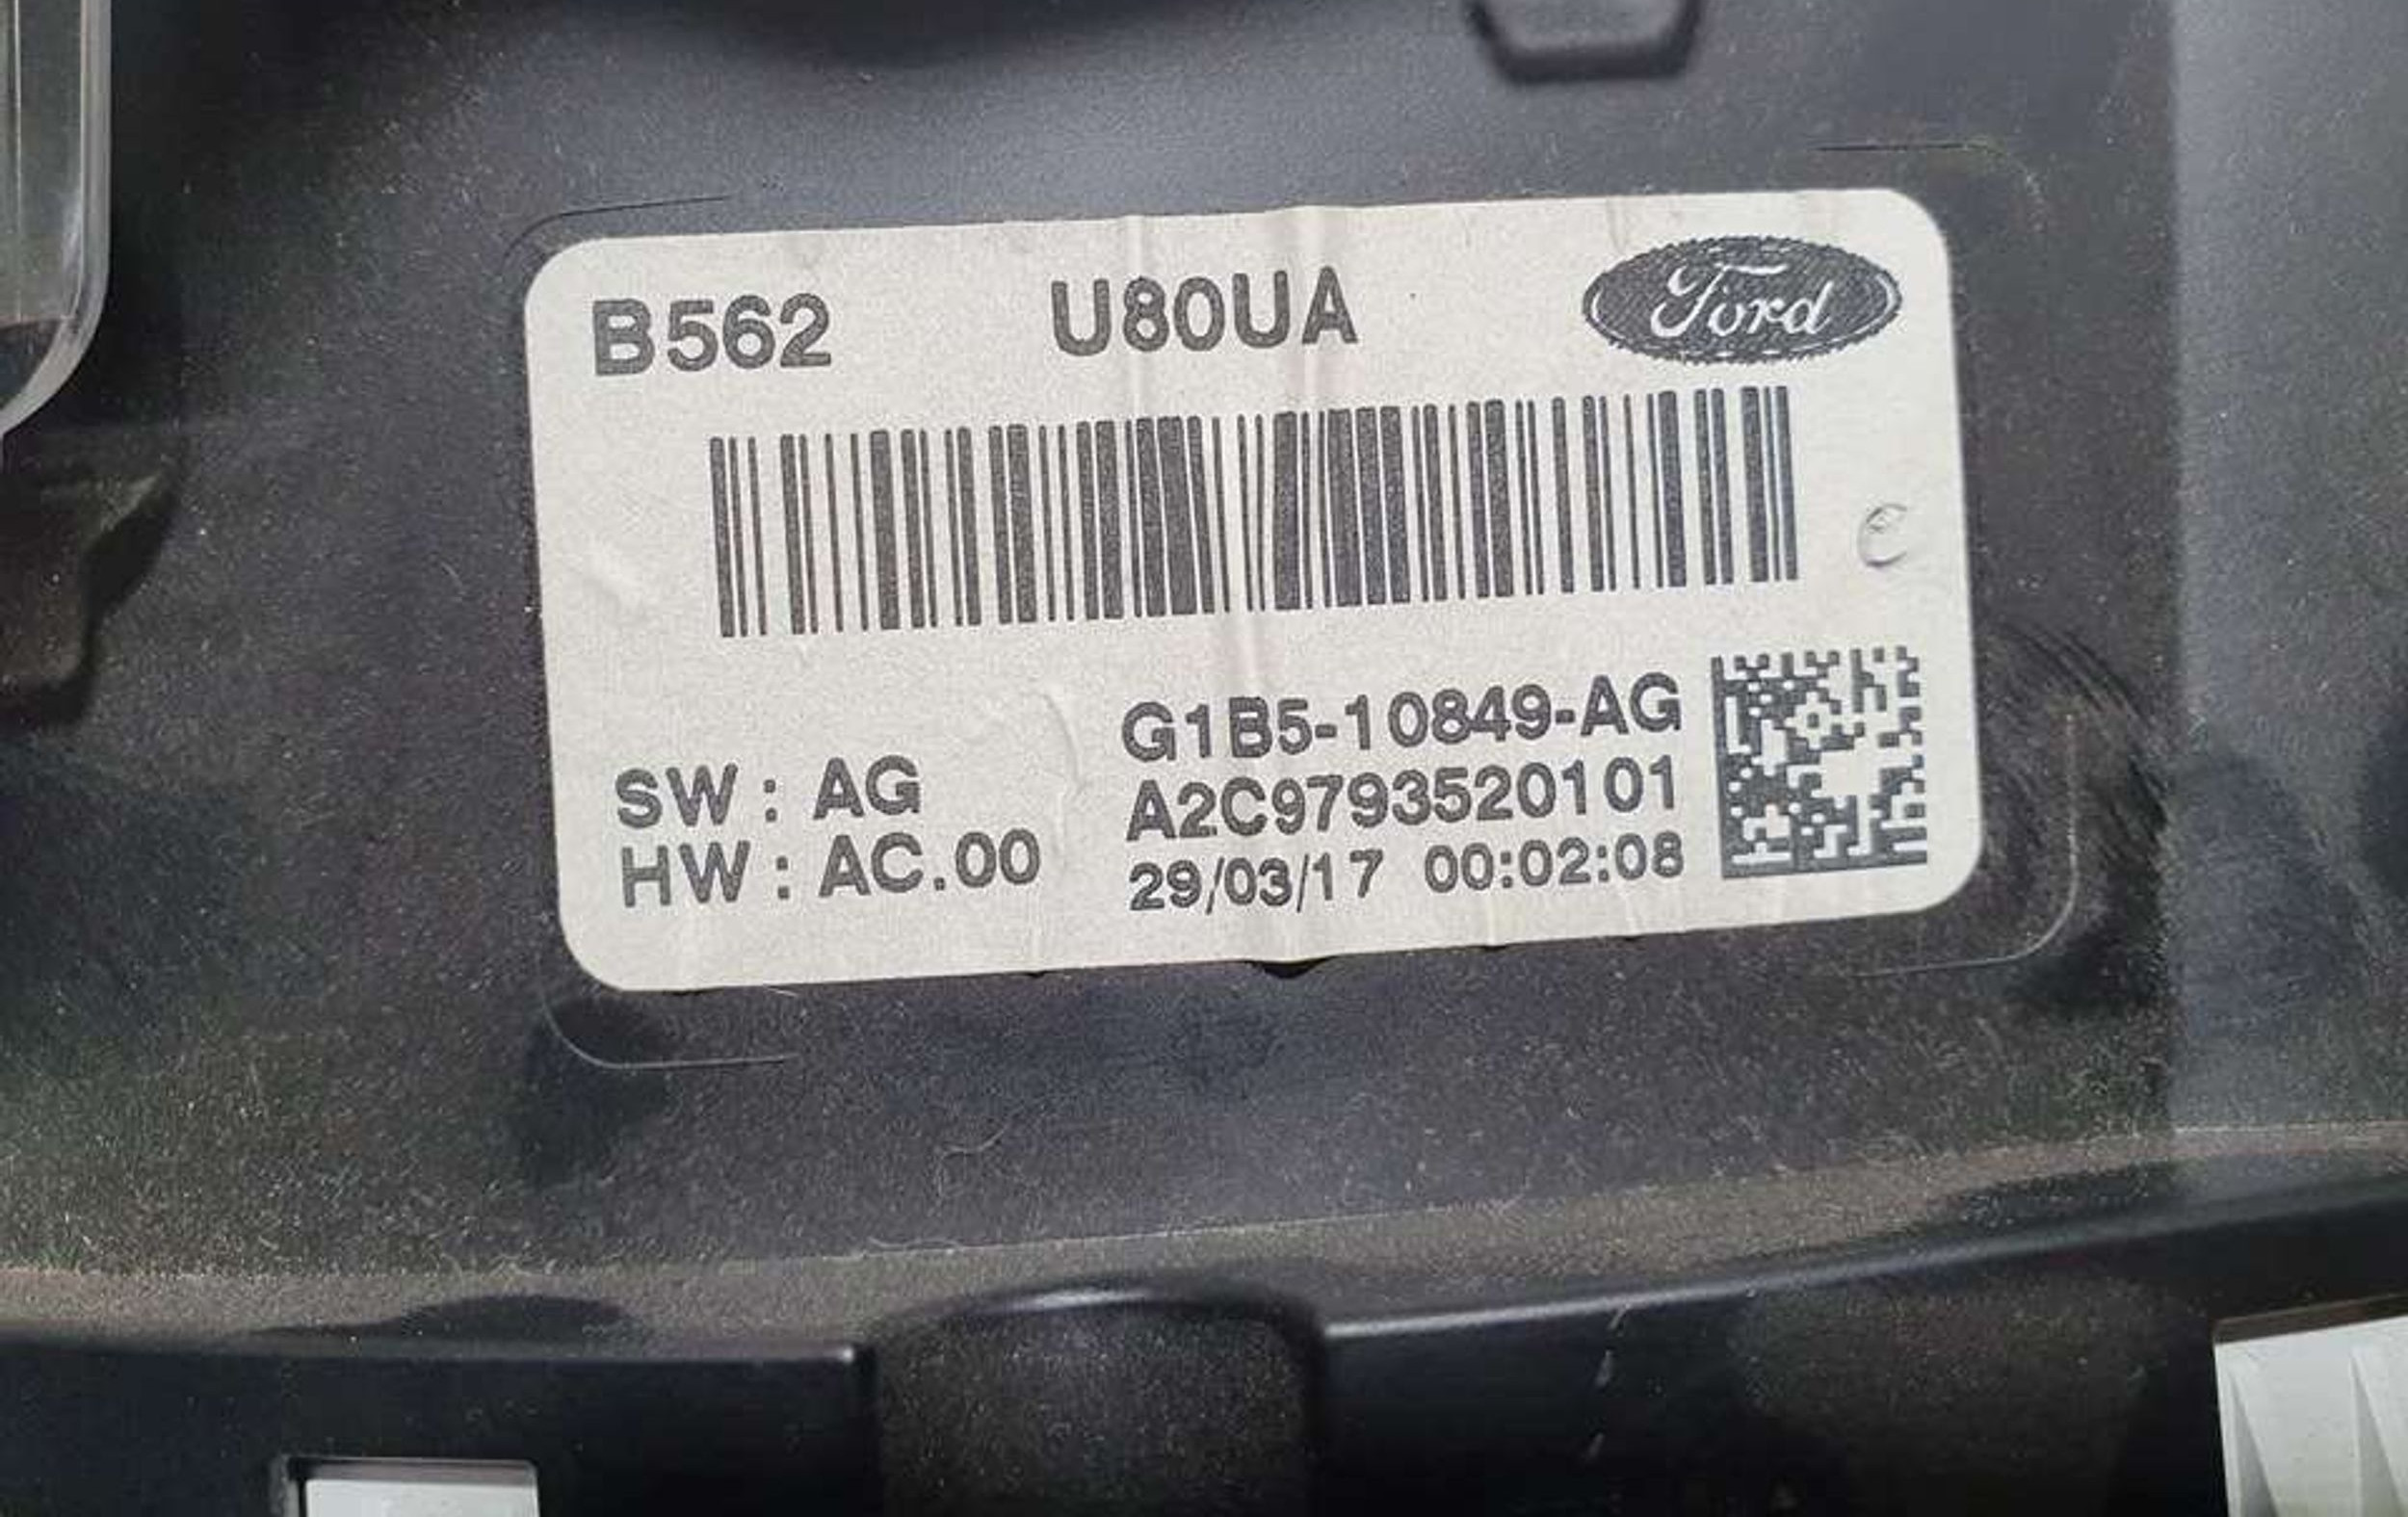 B562 U80UA Ford
G1B5-10849-AG
SW: AG A2C9793520101
HW: AC.00 29/03/17 00:02:08